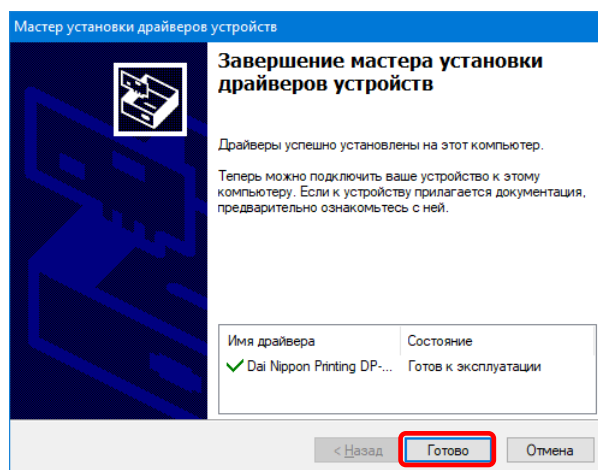 Мастер установки драйверов устройств
Завершение мастера установки
драйверов устройств
Драйверы успешно установлены на этот компьютер.
Теперь можно подключить ваше устройство к этому
компьютеру. Если к устройству прилагается документация,
предварительно ознакомьтесь с ней.
Имя драйвера Состояние
Dai Nippon Printing DP-... Готов к эксплуатации
< Назад Готово Отмена